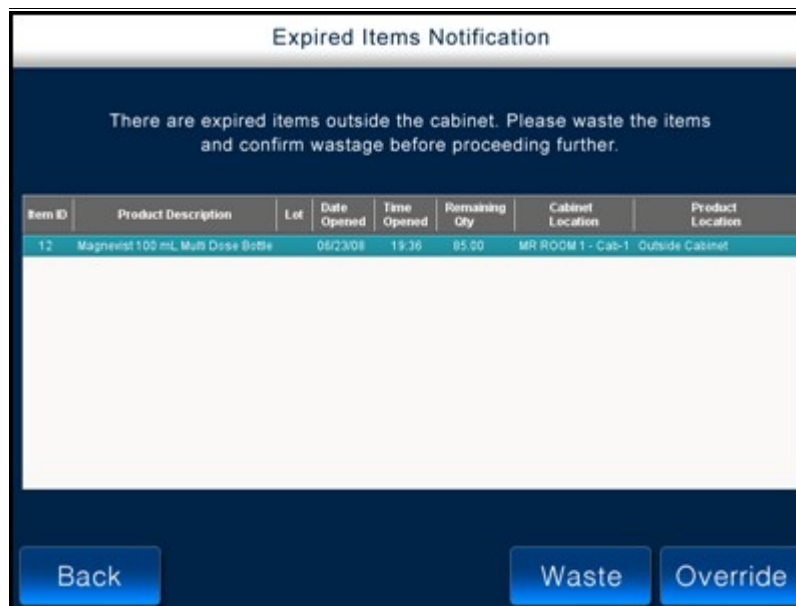 Expired Items Notification
There are expired items outside the cabinet. Please waste the items
and confirm wastage before proceeding further.
Item ID Product Description Lot Date Opened Time Opened Remaining Qty Cabinet Location Product Location
12 Magnevist 100 mL Multi Dose Bottle 06/23/08 19:36 85.00 MR ROOM 1 - Cab-1 Outside Cabinet
Back Waste Override